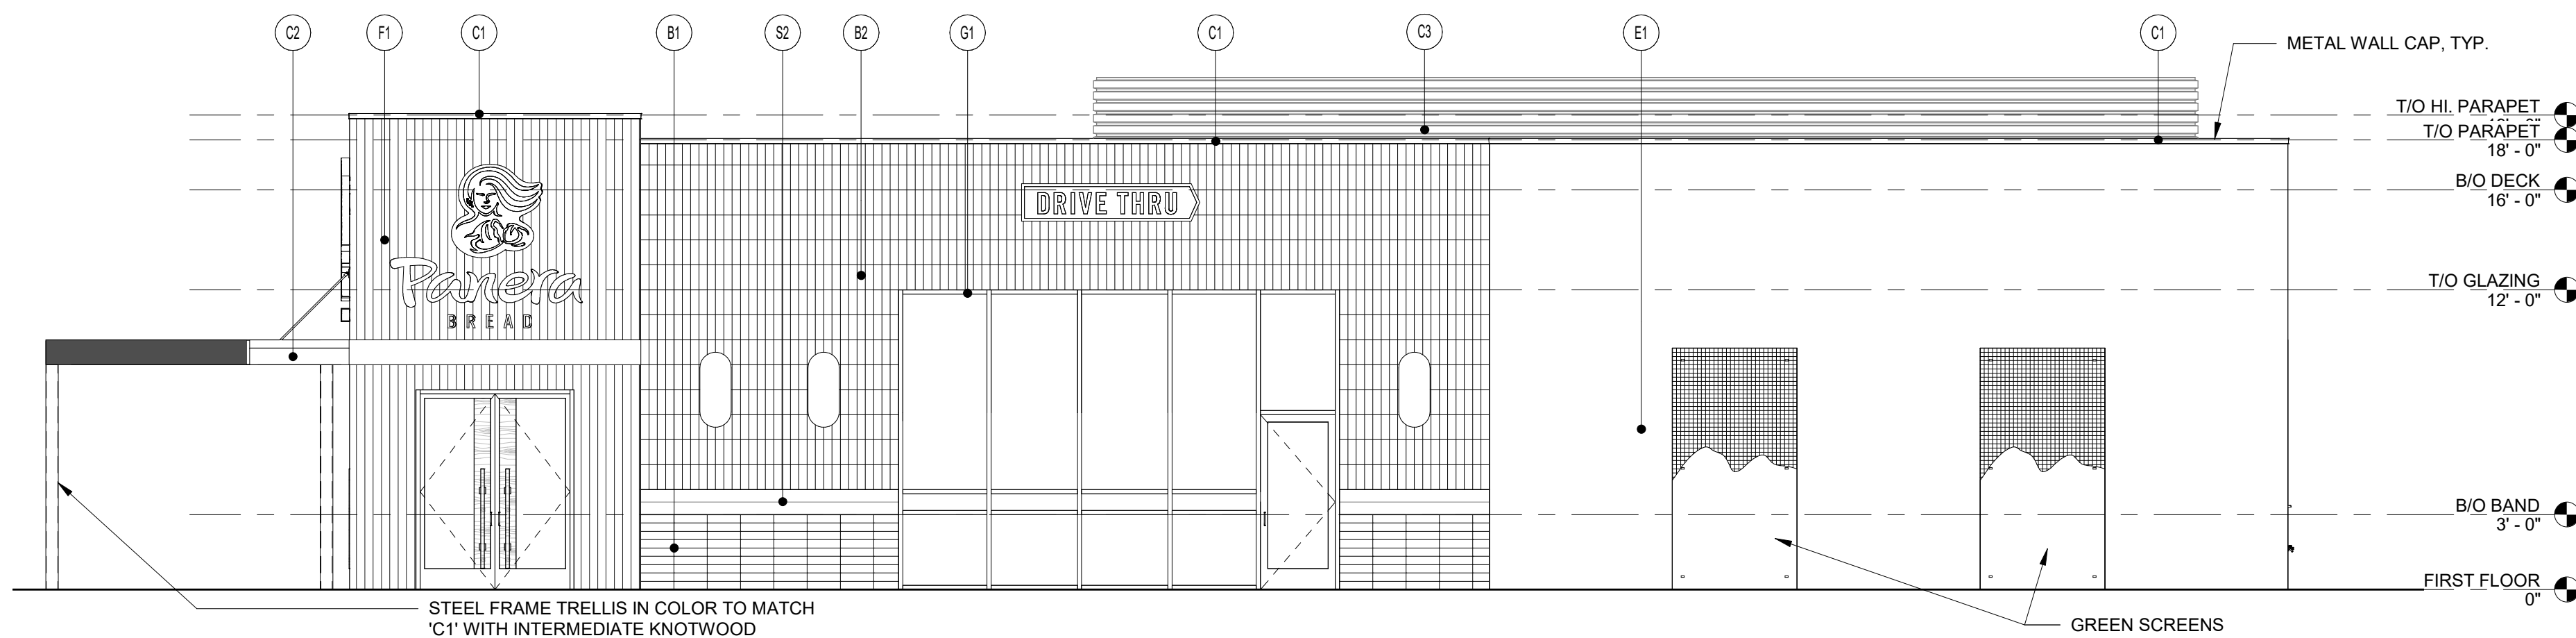 C2 F1 C1 B1 S2 B2 G1 C1 C3 E1 C1
METAL WALL CAP, TYP.
T/O HI. PARAPET
T/O PARAPET
18' - 0"
B/O DECK
16' - 0"
DRIVE THRU
Panera
BREAD
T/O GLAZING
12' - 0"
B/O BAND
3' - 0"
FIRST FLOOR
0"
STEEL FRAME TRELLIS IN COLOR TO MATCH
'C1' WITH INTERMEDIATE KNOTWOOD
GREEN SCREENS